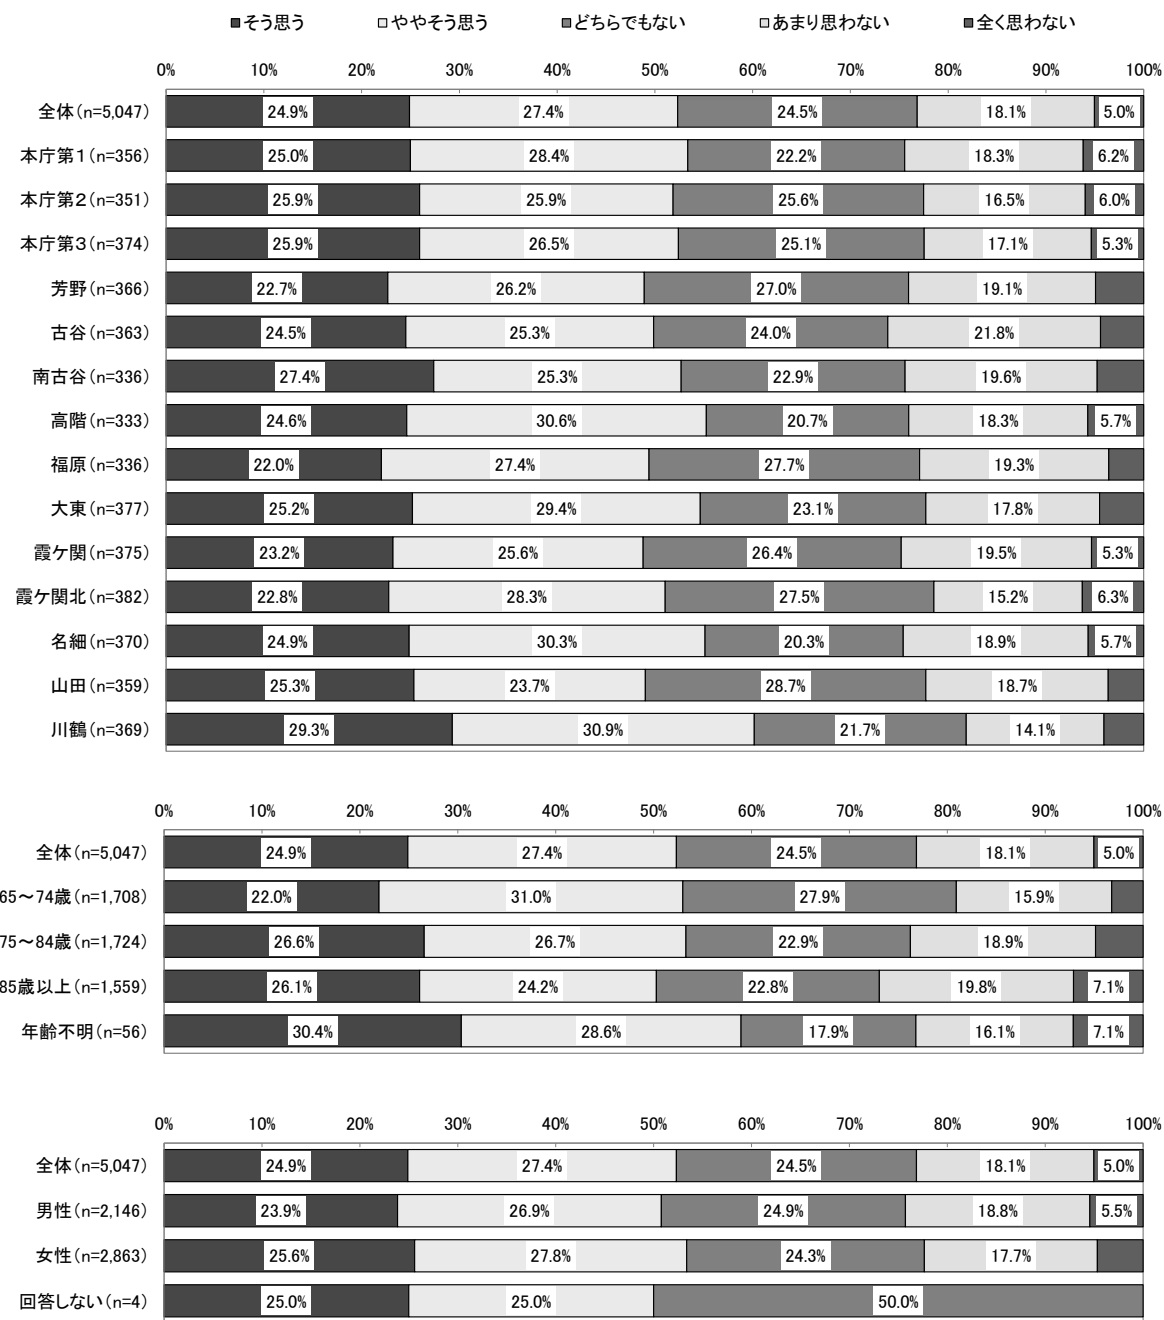 ■そう思う □ややそう思う ■どちらでもない □あまり思わない ■全く思わない
0% 10% 20% 30% 40% 50% 60% 70% 80% 90% 100%
全体(n=5,047) 24.9% 27.4% 24.5% 18.1% 5.0%
本庁第1(n=356) 25.0% 28.4% 22.2% 18.3% 6.2%
本庁第2(n=351) 25.9% 25.9% 25.6% 16.5% 6.0%
本庁第3(n=374) 25.9% 26.5% 25.1% 17.1% 5.3%
芳野(n=366) 22.7% 26.2% 27.0% 19.1%
古谷(n=363) 24.5% 25.3% 24.0% 21.8%
南古谷(n=336) 27.4% 25.3% 22.9% 19.6%
高階(n=333) 24.6% 30.6% 20.7% 18.3% 5.7%
福原(n=336) 22.0% 27.4% 27.7% 19.3%
大東(n=377) 25.2% 29.4% 23.1% 17.8%
霞ケ関(n=375) 23.2% 25.6% 26.4% 19.5% 5.3%
霞ケ関北(n=382) 22.8% 28.3% 27.5% 15.2% 6.3%
名細(n=370) 24.9% 30.3% 20.3% 18.9% 5.7%
山田(n=359) 25.3% 23.7% 28.7% 18.7%
川鶴(n=369) 29.3% 30.9% 21.7% 14.1%
0% 10% 20% 30% 40% 50% 60% 70% 80% 90% 100%
全体(n=5,047) 24.9% 27.4% 24.5% 18.1% 5.0%
65～74歳(n=1,708) 22.0% 31.0% 27.9% 15.9%
75～84歳(n=1,724) 26.6% 26.7% 22.9% 18.9%
85歳以上(n=1,559) 26.1% 24.2% 22.8% 19.8% 7.1%
年齢不明(n=56) 30.4% 28.6% 17.9% 16.1% 7.1%
0% 10% 20% 30% 40% 50% 60% 70% 80% 90% 100%
全体(n=5,047) 24.9% 27.4% 24.5% 18.1% 5.0%
男性(n=2,146) 23.9% 26.9% 24.9% 18.8% 5.5%
女性(n=2,863) 25.6% 27.8% 24.3% 17.7%
回答しない(n=4) 25.0% 25.0% 50.0%